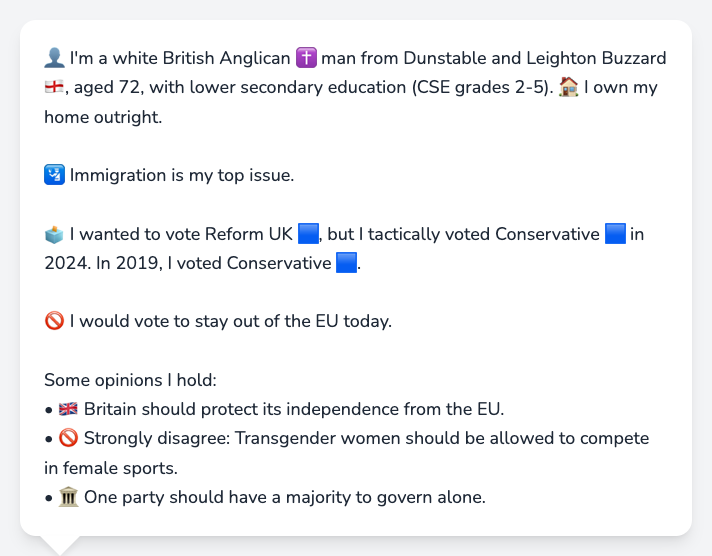 👤 I'm a white British Anglican ✝️ man from Dunstable and Leighton Buzzard
🏴󠁧󠁢󠁥󠁮󠁧󠁿, aged 72, with lower secondary education (CSE grades 2-5). 🏠 I own my
home outright.
🛂 Immigration is my top issue.
🗳️ I wanted to vote Reform UK 🟦, but I tactically voted Conservative 🟦 in
2024. In 2019, I voted Conservative 🟦.
🚫 I would vote to stay out of the EU today.
Some opinions I hold:
• 🇬🇧 Britain should protect its independence from the EU.
• 🚫 Strongly disagree: Transgender women should be allowed to compete
in female sports.
• 🏛️ One party should have a majority to govern alone.